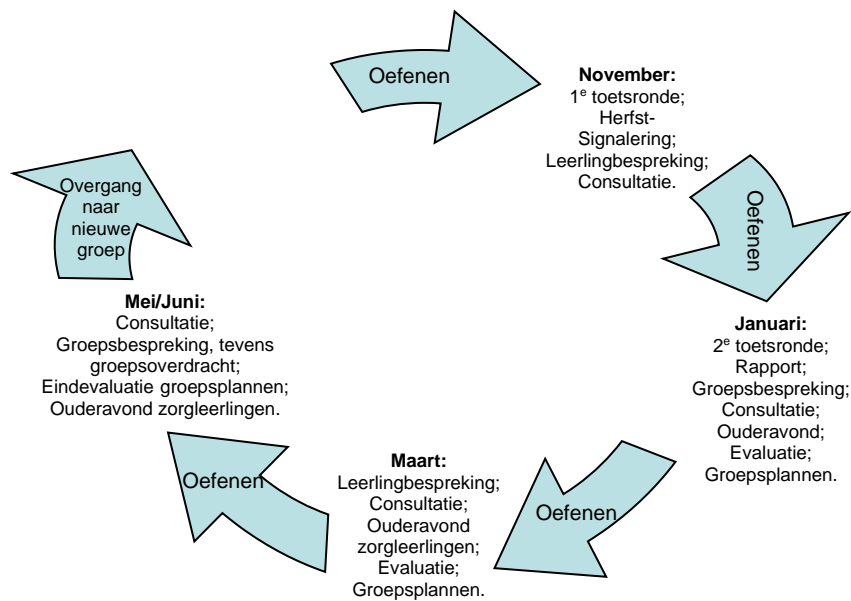 Oefenen
November:
1e toetsronde;
Herfst-
Signalering;
Leerlingbespreking;
Consultatie.
Oefenen
Januari:
2e toetsronde;
Rapport;
Groepsbespreking;
Consultatie;
Ouderavond;
Evaluatie;
Groepsplannen.
Oefenen
Maart:
Leerlingbespreking;
Consultatie;
Ouderavond
zorgleerlingen;
Evaluatie;
Groepsplannen.
Oefenen
Mei/Juni:
Consultatie;
Groepsbespreking, tevens
groepsoverdracht;
Eindevaluatie groepsplannen;
Ouderavond zorgleerlingen.
Overgang
naar
nieuwe
groep